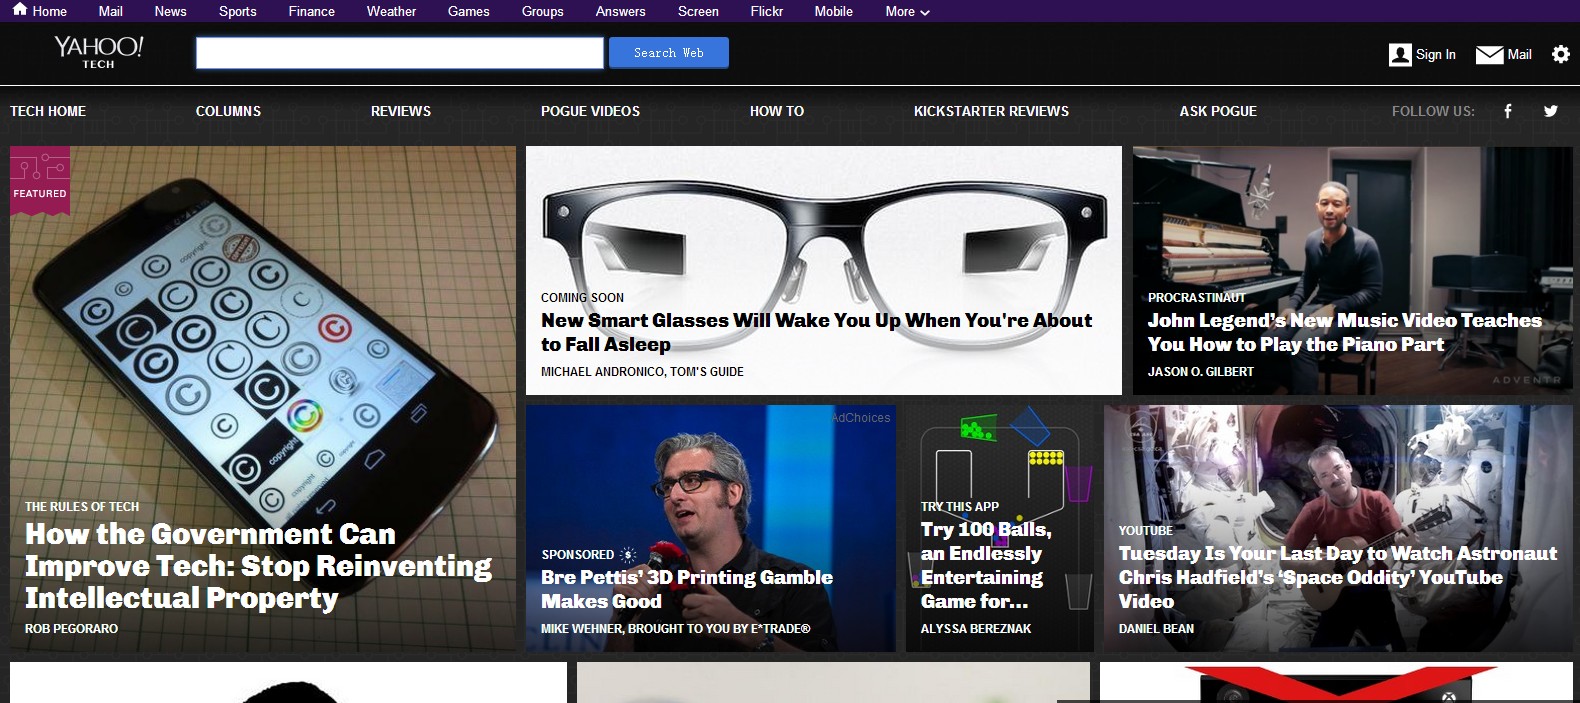 Home Mail News Sports Finance Weather Games Groups Answers Screen Flickr Mobile More
YAHOO!
TECH
Search Web
Sign In
Mail
TECH HOME COLUMNS REVIEWS POGUE VIDEOS HOW TO KICKSTARTER REVIEWS ASK POGUE FOLLOW US:
FEATURED
THE RULES OF TECH
How the Government Can
Improve Tech: Stop Reinventing
Intellectual Property
ROB PEGORARO
COMING SOON
New Smart Glasses Will Wake You Up When You're About
to Fall Asleep
MICHAEL ANDRONICO, TOM'S GUIDE
PROCRASTINAUT
John Legend's New Music Video Teaches
You How to Play the Piano Part
JASON O. GILBERT
ADVENTR
AdChoices
SPONSORED
Bre Pettis' 3D Printing Gamble
Makes Good
MIKE WEHNER, BROUGHT TO YOU BY E*TRADE®
TRY THIS APP
Try 100 Balls,
an Endlessly
Entertaining
Game for...
ALYSSA BEREZNAK
YOUTUBE
Tuesday Is Your Last Day to Watch Astronaut
Chris Hadfield's 'Space Oddity' YouTube
Video
DANIEL BEAN